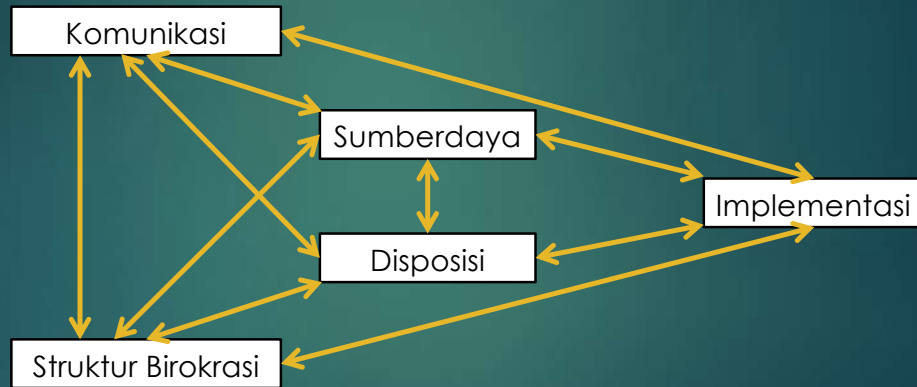 Komunikasi
Sumberdaya
Implementasi
Disposisi
Struktur Birokrasi